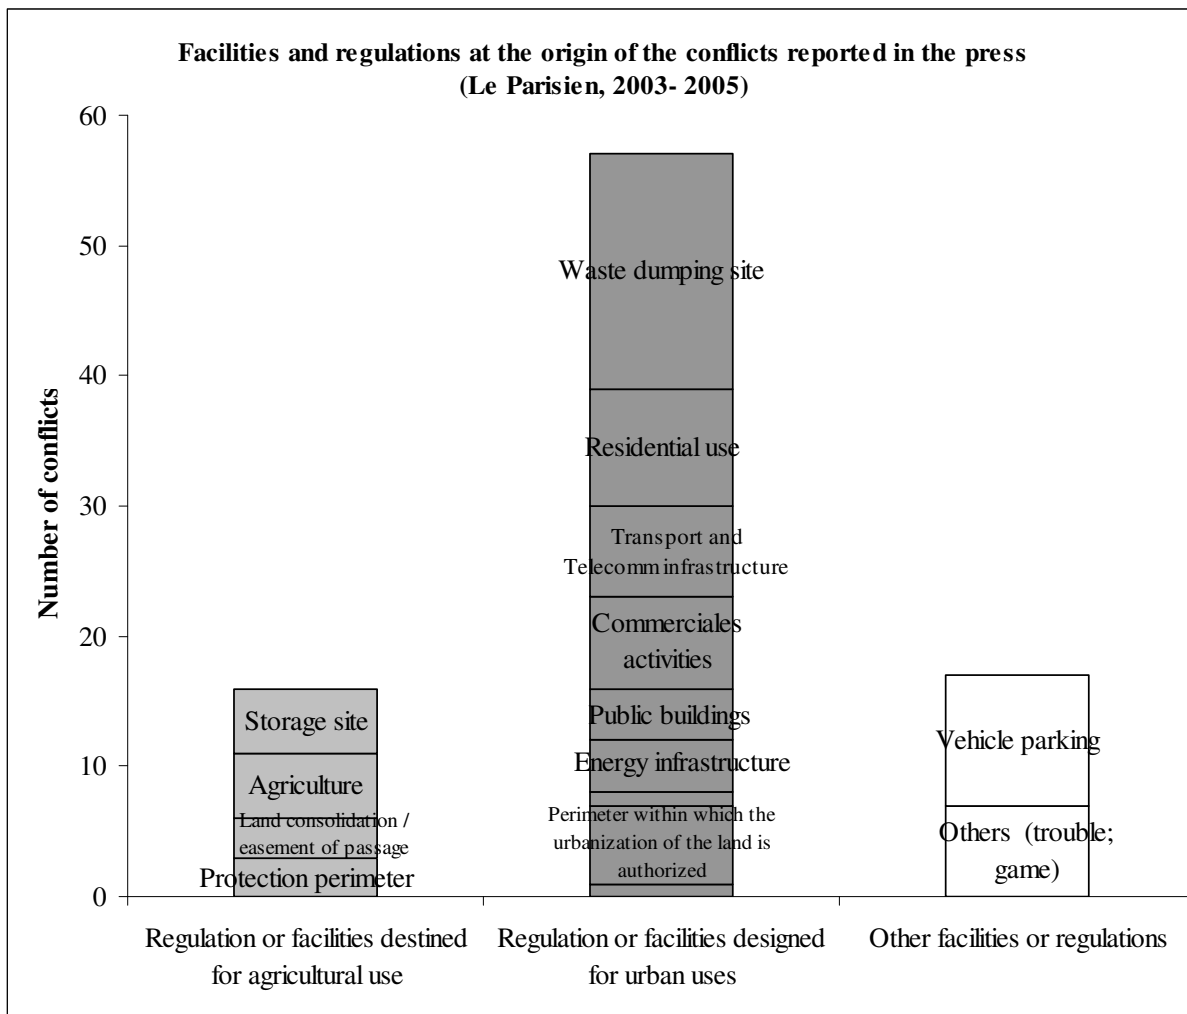 Facilities and regulations at the origin of the conflicts reported in the press
(Le Parisien, 2003- 2005)
60
50
40
30
20
10
0
Number of conflicts
Storage site
Agriculture
Land consolidation /
easement of passage
Protection perimeter
Waste dumping site
Residential use
Transport and
Telecomm infrastructure
Commerciales
activities
Public buildings
Energy infrastructure
Perimeter within which the
urbanization of the land is
authorized
Vehicle parking
Others (trouble;
game)
Regulation or facilities destined
for agricultural use
Regulation or facilities designed
for urban uses
Other facilities or regulations